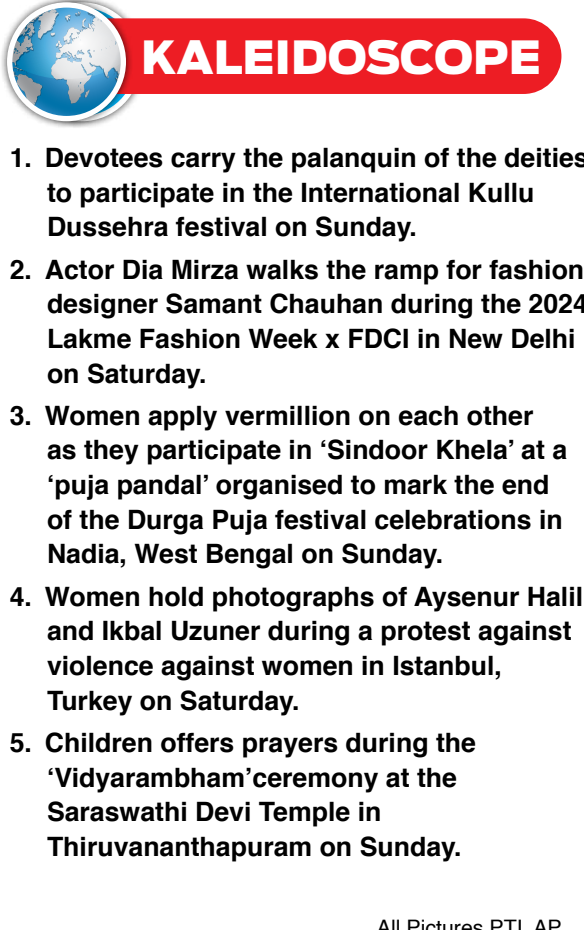 KALEIDOSCOPE
1. Devotees carry the palanquin of the deities
to participate in the International Kullu
Dussehra festival on Sunday.
2. Actor Dia Mirza walks the ramp for fashion
designer Samant Chauhan during the 2024
Lakme Fashion Week x FDCI in New Delhi
on Saturday.
3. Women apply vermillion on each other
as they participate in ‘Sindoor Khela’ at a
‘puja pandal’ organised to mark the end
of the Durga Puja festival celebrations in
Nadia, West Bengal on Sunday.
4. Women hold photographs of Aysenur Halil
and Ikbal Uzuner during a protest against
violence against women in Istanbul,
Turkey on Saturday.
5. Children offers prayers during the
‘Vidyarambham’ceremony at the
Saraswathi Devi Temple in
Thiruvananthapuram on Sunday.
All Pictures PTI, AP